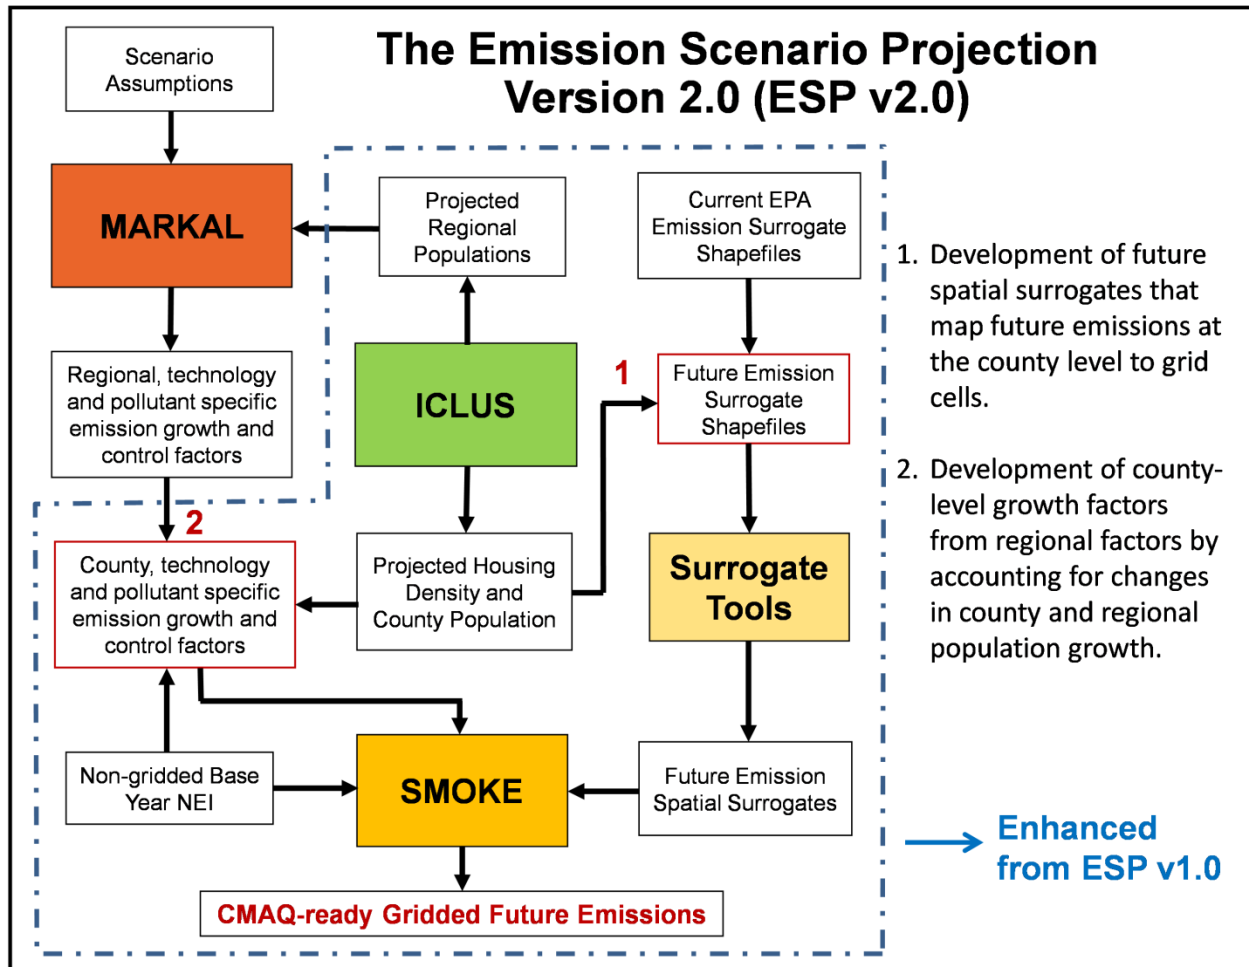 The Emission Scenario Projection
Version 2.0 (ESP v2.0)
Scenario
Assumptions
MARKAL
Projected
Regional
Populations
Current EPA
Emission Surrogate
Shapefiles
Regional, technology
and pollutant specific
emission growth and
control factors
ICLUS
1
Future Emission
Surrogate
Shapefiles
2
County, technology
and pollutant specific
emission growth and
control factors
Projected Housing
Density and
County Population
Surrogate
Tools
Non-gridded Base
Year NEI
SMOKE
Future Emission
Spatial Surrogates
CMAQ-ready Gridded Future Emissions
1. Development of future
spatial surrogates that
map future emissions at
the county level to grid
cells.
2. Development of county-
level growth factors
from regional factors by
accounting for changes
in county and regional
population growth.
Enhanced
from ESP v1.0